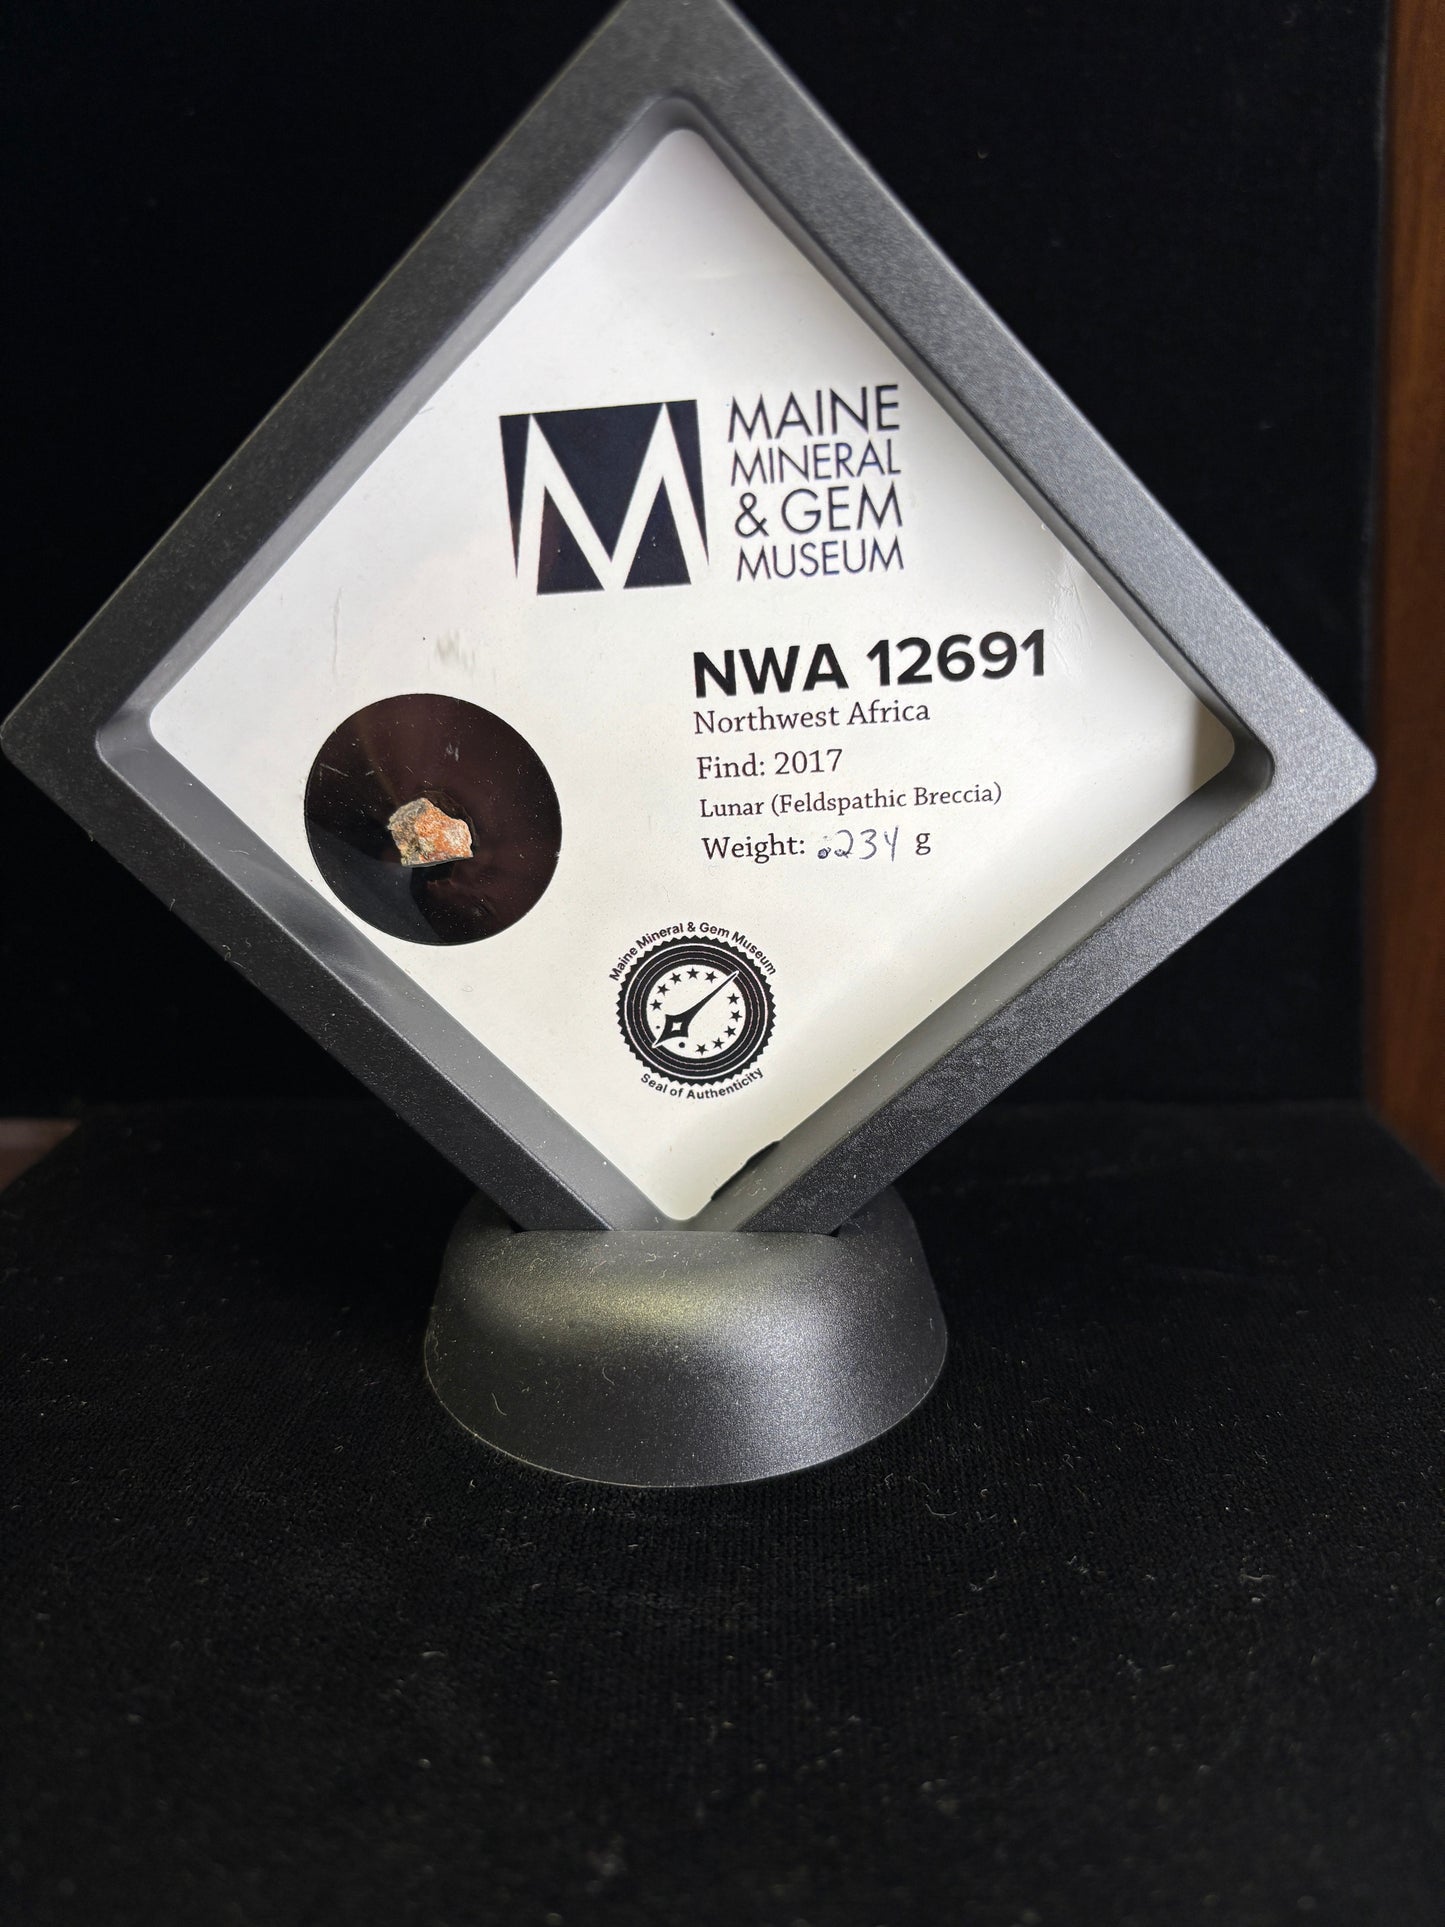 M
MAINE
MINERAL
& GEM
MUSEUM
NWA 12691
Northwest Africa
Find: 2017
Lunar (Feldspathic Breccia)
Weight: .234 g
Maine Mineral & Gem Museum
Seal of Authenticity